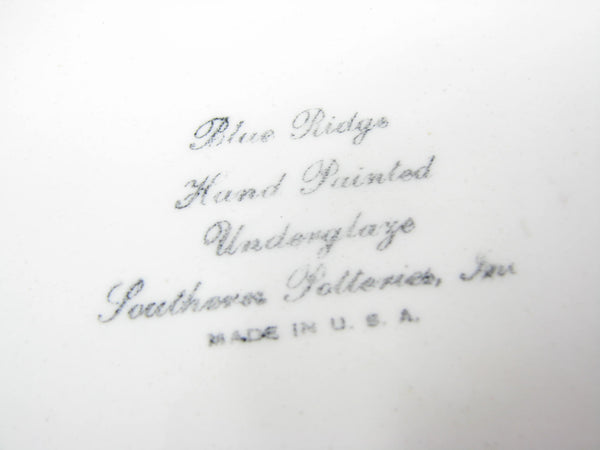 Blue Ridge
Hand Painted
Underglaze
Southern Potteries, Inc
MADE IN U. S. A.